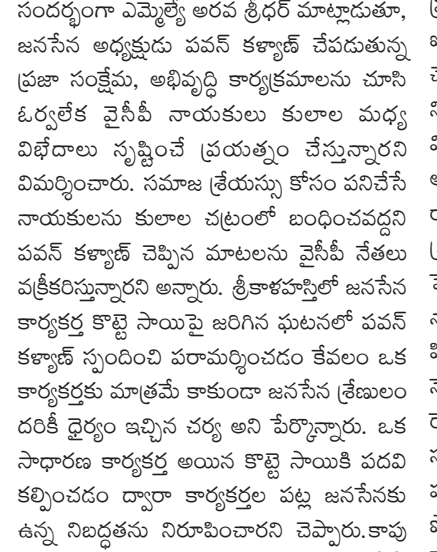 సందర్భంగా ఎమ్మెల్యే అరవ శ్రీధర్ మాట్లాడుతూ,
జనసేన అధ్యక్షుడు పవన్ కళ్యాణ్ చేపడుతున్న
ప్రజా సంక్షేమ, అభివృద్ధి కార్యక్రమాలను చూసి
ఓర్వలేక వైసీపీ నాయకులు కులాల మధ్య
విభేదాలు సృష్టించే ప్రయత్నం చేస్తున్నారని
విమర్శించారు. సమాజ శ్రేయస్సు కోసం పనిచేసే
నాయకులను కులాల చట్రంలో బంధించవద్దని
పవన్ కళ్యాణ్ చెప్పిన మాటలను వైసీపీ నేతలు
వక్రీకరిస్తున్నారని అన్నారు. శ్రీకాళహస్తిలో జనసేన
కార్యకర్త కొట్టె సాయిపై జరిగిన ఘటనలో పవన్
కళ్యాణ్ స్పందించి పరామర్శించడం కేవలం ఒక
కార్యకర్తకు మాత్రమే కాకుండా జనసేన శ్రేణులం
దరికీ ధైర్యం ఇచ్చిన చర్య అని పేర్కొన్నారు. ఒక
సాధారణ కార్యకర్త అయిన కొట్టె సాయికి పదవి
కల్పించడం ద్వారా కార్యకర్తల పట్ల జనసేనకు
ఉన్న నిబద్ధతను నిరూపించారని చెప్పారు.కాపు